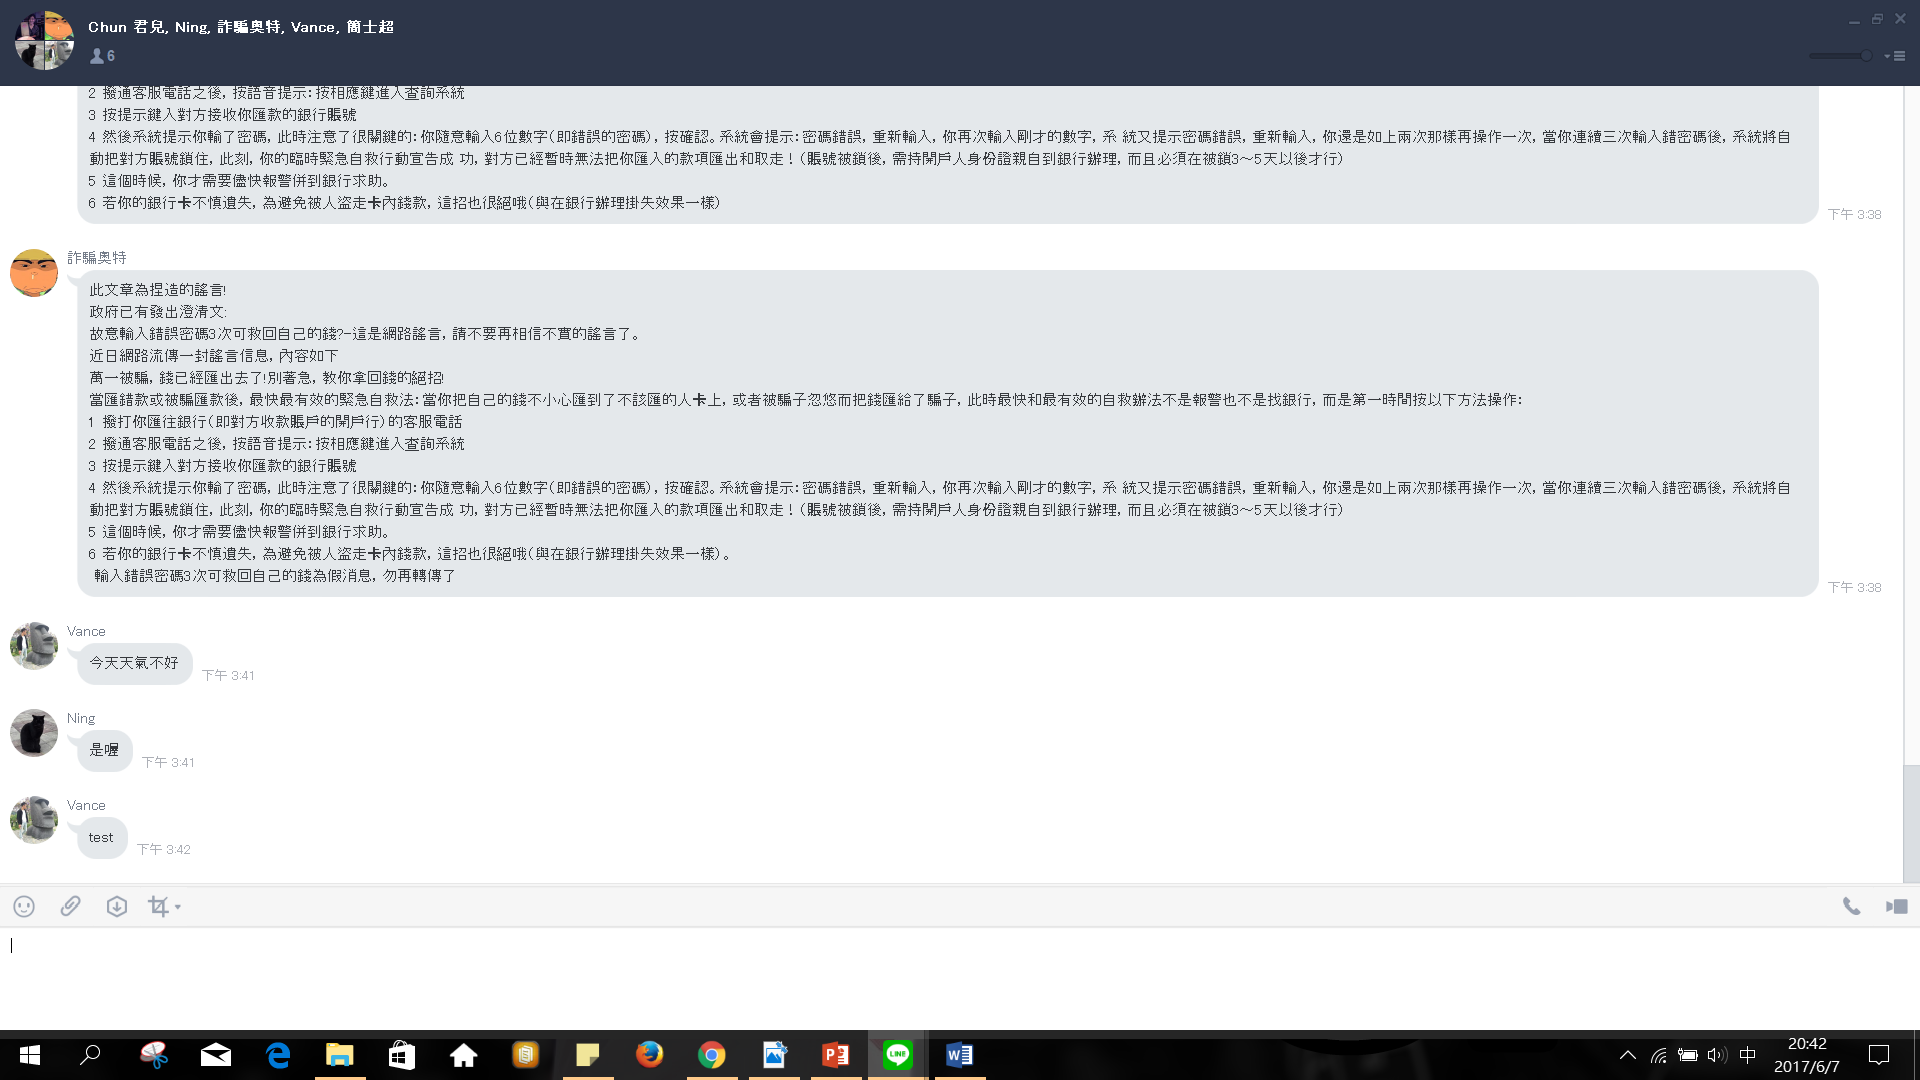 Chun 君兒, Ning, 詐騙奧特, Vance, 簡士超
6
2 撥通客服電話之後, 按語音提示:按相應鍵進入查詢系統
3 按提示鍵入對方接收你匯款的銀行賬號
4 然後系統提示你輸了密碼, 此時注意了很關鍵的:你隨意輸入6位數字(即錯誤的密碼), 按確認。系統會提示:密碼錯誤, 重新輸入, 你再次輸入剛才的數字, 系 統又提示密碼錯誤, 重新輸入, 你還是如上兩次那樣再操作一次, 當你連續三次輸入錯密碼後, 系統將自
動把對方賬號鎖住, 此刻, 你的臨時緊急自救行動宣告成 功, 對方已經暫時無法把你匯入的款項匯出和取走！(賬號被鎖後, 需持開戶人身份證親自到銀行辦理, 而且必須在被鎖3～5天以後才行)
5 這個時候, 你才需要儘快報警併到銀行求助。
6 若你的銀行卡不慎遺失, 為避免被人盜走卡內錢款, 這招也很絕哦(與在銀行辦理掛失效果一樣)
下午 3:38
詐騙奧特
此文章為捏造的謠言!
政府已有發出澄清文:
故意輸入錯誤密碼3次可救回自己的錢?-這是網路謠言, 請不要再相信不實的謠言了。
近日網路流傳一封謠言信息, 內容如下
萬一被騙, 錢已經匯出去了!別著急, 教你拿回錢的絕招!
當匯錯款或被騙匯款後, 最快最有效的緊急自救法:當你把自己的錢不小心匯到了不該匯的人卡上, 或者被騙子忽悠而把錢匯給了騙子, 此時最快和最有效的自救辦法不是報警也不是找銀行, 而是第一時間按以下方法操作:
1 撥打你匯往銀行(即對方收款賬戶的開戶行)的客服電話
2 撥通客服電話之後, 按語音提示:按相應鍵進入查詢系統
3 按提示鍵入對方接收你匯款的銀行賬號
4 然後系統提示你輸了密碼, 此時注意了很關鍵的:你隨意輸入6位數字(即錯誤的密碼), 按確認。系統會提示:密碼錯誤, 重新輸入, 你再次輸入剛才的數字, 系 統又提示密碼錯誤, 重新輸入, 你還是如上兩次那樣再操作一次, 當你連續三次輸入錯密碼後, 系統將自
動把對方賬號鎖住, 此刻, 你的臨時緊急自救行動宣告成 功, 對方已經暫時無法把你匯入的款項匯出和取走！(賬號被鎖後, 需持開戶人身份證親自到銀行辦理, 而且必須在被鎖3～5天以後才行)
5 這個時候, 你才需要儘快報警併到銀行求助。
6 若你的銀行卡不慎遺失, 為避免被人盜走卡內錢款, 這招也很絕哦(與在銀行辦理掛失效果一樣)。
輸入錯誤密碼3次可救回自己的錢為假消息, 勿再轉傳了
下午 3:38
Vance
今天天氣不好
下午 3:41
Ning
是喔
下午 3:41
Vance
test
下午 3:42
LINE
中
20:42
2017/6/7